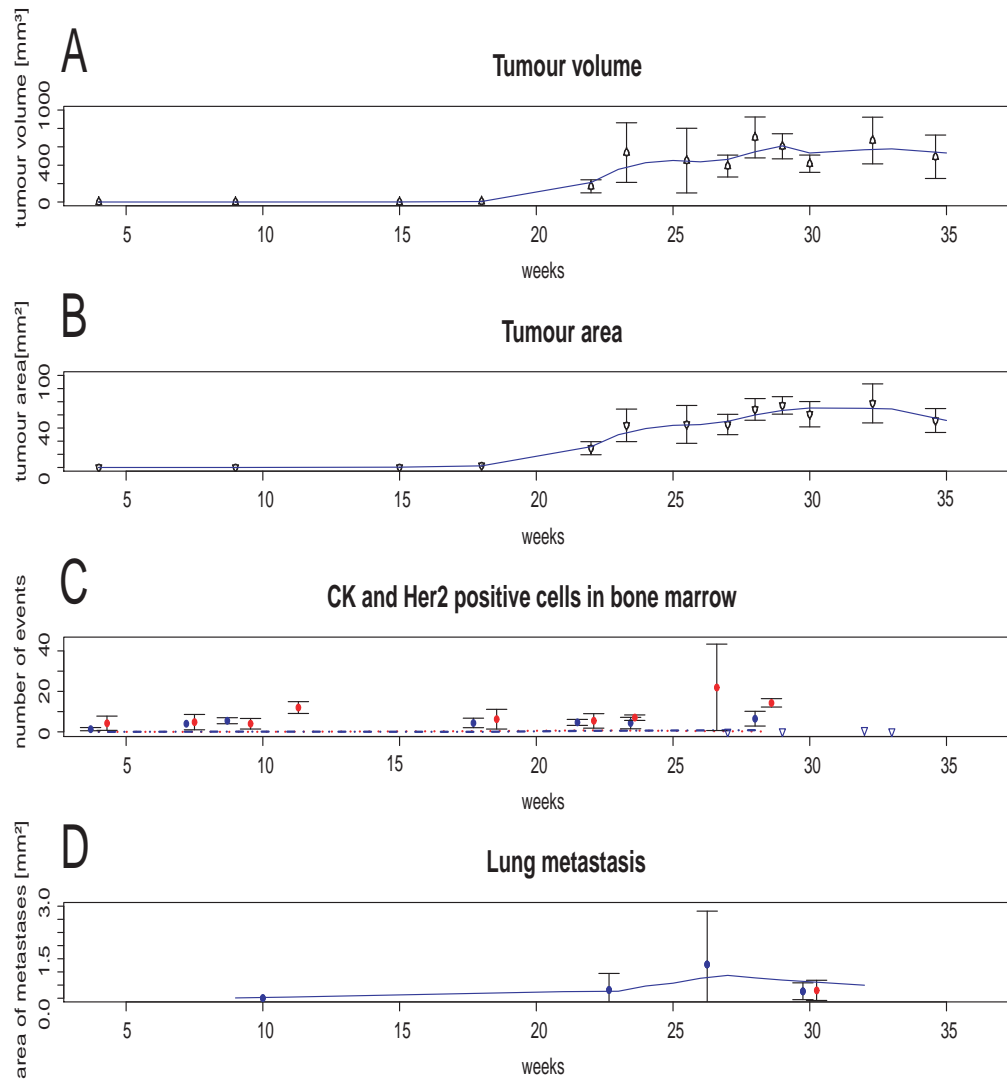 A
Tumour volume
tumour volume [mm³]
0 400 1000
5 10 15 20 25 30 35
weeks
B
Tumour area
tumour area[mm²]
0 40 100
5 10 15 20 25 30 35
weeks
C
CK and Her2 positive cells in bone marrow
number of events
0 20 40
5 10 15 20 25 30 35
weeks
D
Lung metastasis
area of metastases [mm²]
0.0 1.5 3.0
5 10 15 20 25 30 35
weeks